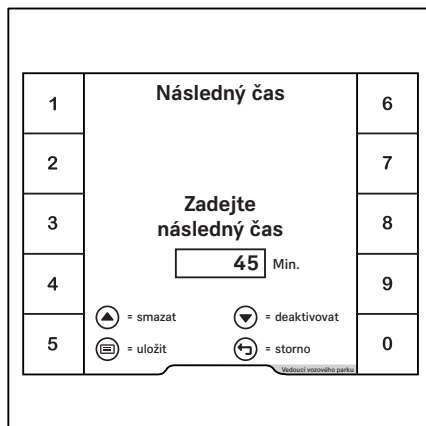 Následný čas
1
2
3
4
5
6
7
8
9
0
Zadejte
následný čas
45 Min.
= smazat
= deaktivovat
= uložit
= storno
Vedoucí vozového parku